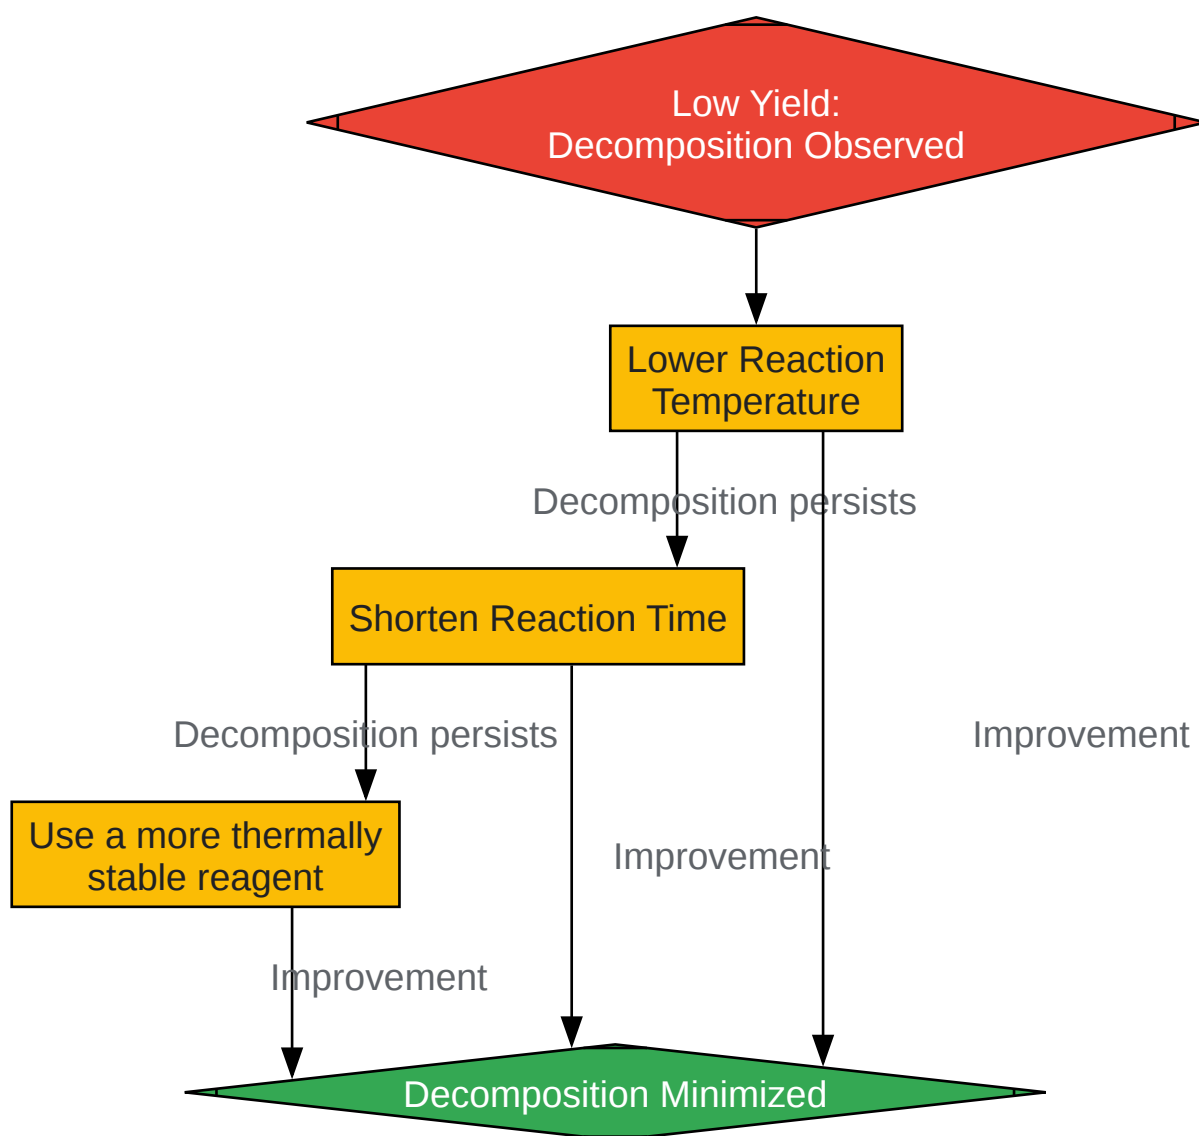 Low Yield:
Decomposition Observed
Lower Reaction
Temperature
Decomposition persists
Shorten Reaction Time
Decomposition persists
Improvement
Use a more thermally
stable reagent
Improvement
Improvement
Decomposition Minimized